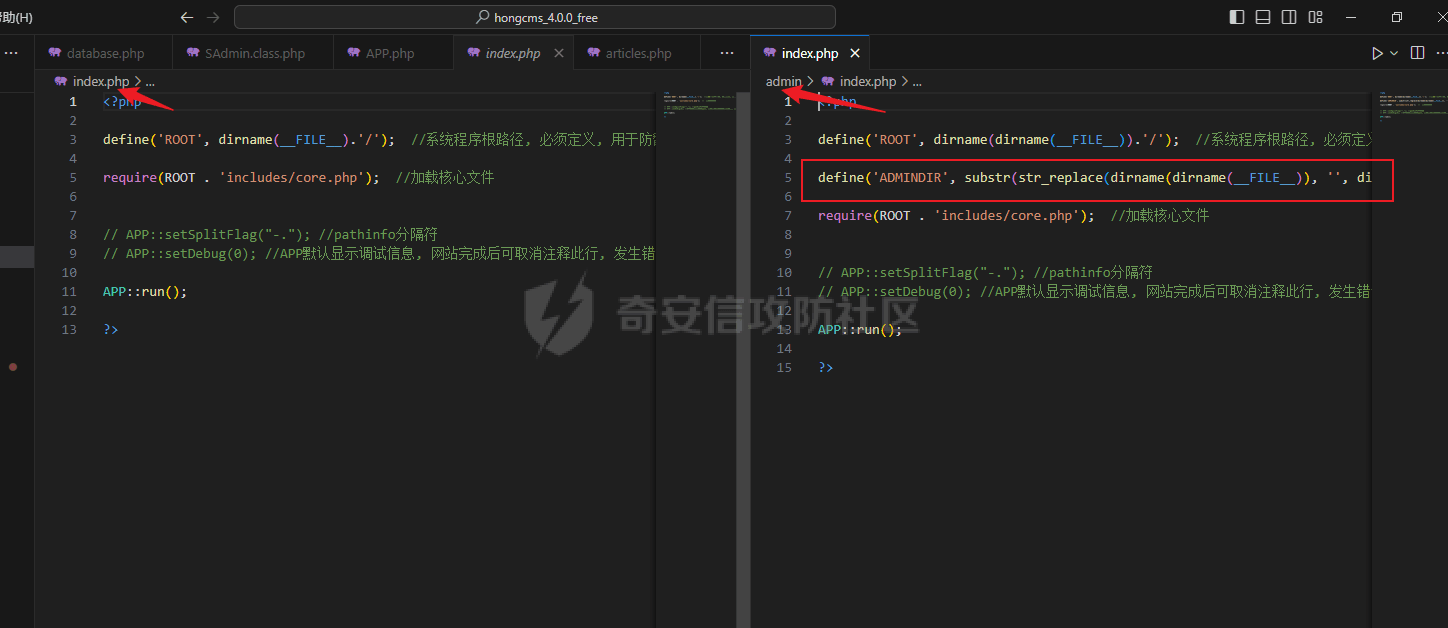 帮助(H)
hongcms_4.0.0_free
database.php
SAdmin.class.php
APP.php
index.php
articles.php
index.php
index.php > ...
admin > index.php > ...
1 <?php
2
3 define('ROOT', dirname(__FILE__).'/'); //系统程序根路径, 必须定义, 用于防
4
5 require(ROOT . 'includes/core.php'); //加载核心文件
6
7
8 // APP::setSplitFlag("-."); //pathinfo分隔符
9 // APP::setDebug(0); //APP默认显示调试信息, 网站完成后可取消注释此行, 发生错
10
11 APP::run();
12
13 ?>
1 <?php
2
3 define('ROOT', dirname(dirname(__FILE__)).'/'); //系统程序根路径, 必须定
4
5 define('ADMINDIR', substr(str_replace(dirname(dirname(__FILE__)), '', di
6
7 require(ROOT . 'includes/core.php'); //加载核心文件
8
9
10 // APP::setSplitFlag("-."); //pathinfo分隔符
11 // APP::setDebug(0); //APP默认显示调试信息, 网站完成后可取消注释此行, 发生错
12
13 APP::run();
14
15 ?>
奇安信攻防社区